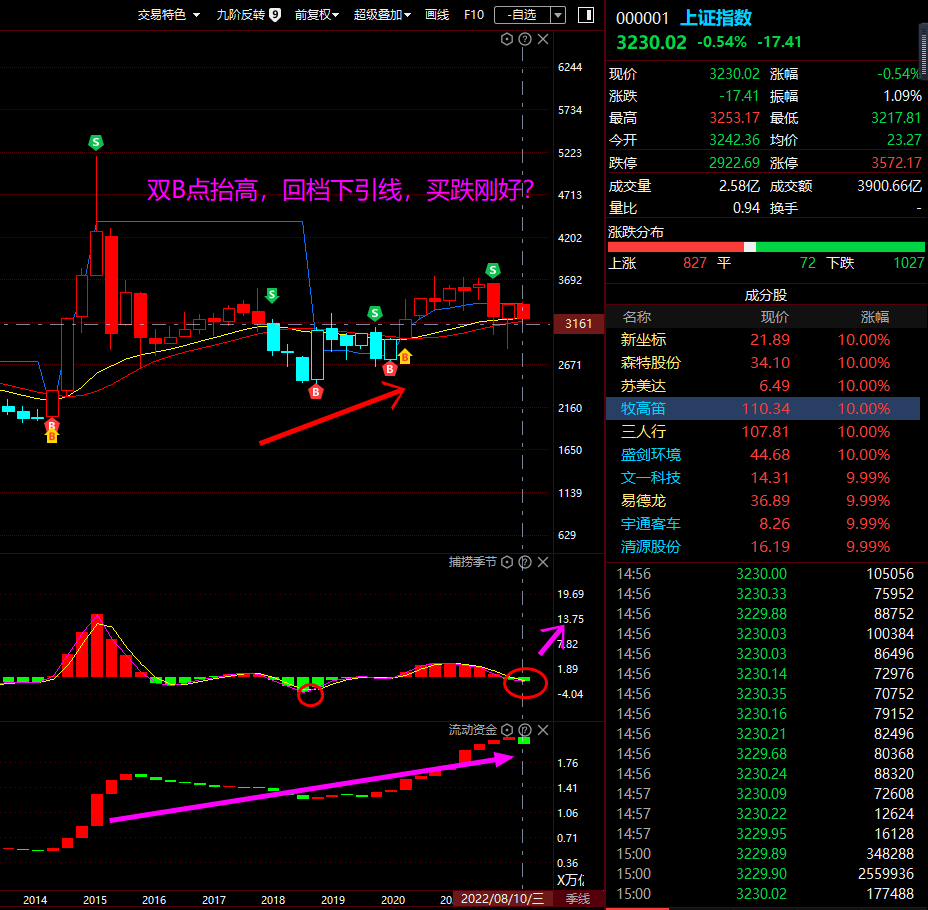 交易特色 九阶反转 9 前复权 超级叠加 画线 F10 -自选
6244
5734
5223
4713
4202
3692
3161
2671
2160
1650
1139
629
双B点抬高，回档下引线，买跌刚好？
S
S
S
S
B
B
B
B
B
捕捞季节
19.69
13.75
7.82
1.89
-4.04
流动资金
1.76
1.41
1.06
0.71
0.36
X万亿
2014 2015 2016 2017 2018 2019 2020 20 2022/08/10/三 季线
000001 上证指数
3230.02 -0.54% -17.41
现价 3230.02 涨幅 -0.54%
涨跌 -17.41 振幅 1.09%
最高 3253.17 最低 3217.81
今开 3242.36 均价 23.27
跌停 2922.69 涨停 3572.17
成交量 2.58亿 成交额 3900.66亿
量比 0.94 换手 -
涨跌分布
上涨 827 平 72 下跌 1027
成分股
名称 现价 涨幅
新坐标 21.89 10.00%
森特股份 34.10 10.00%
苏美达 6.49 10.00%
牧高笛 110.34 10.00%
三人行 107.81 10.00%
盛剑环境 44.68 10.00%
文一科技 14.31 9.99%
易德龙 36.89 9.99%
宇通客车 8.26 9.99%
清源股份 16.19 9.99%
14:56 3230.00 105056
14:56 3230.33 75952
14:56 3229.88 88752
14:56 3230.03 100384
14:56 3230.03 86496
14:56 3230.14 72976
14:56 3230.35 70752
14:56 3230.16 79152
14:56 3230.21 82496
14:56 3229.68 80368
14:56 3230.24 88320
14:57 3230.09 72608
14:57 3230.22 12624
14:57 3229.95 16128
15:00 3229.89 348288
15:00 3229.90 2559936
15:00 3230.02 177488